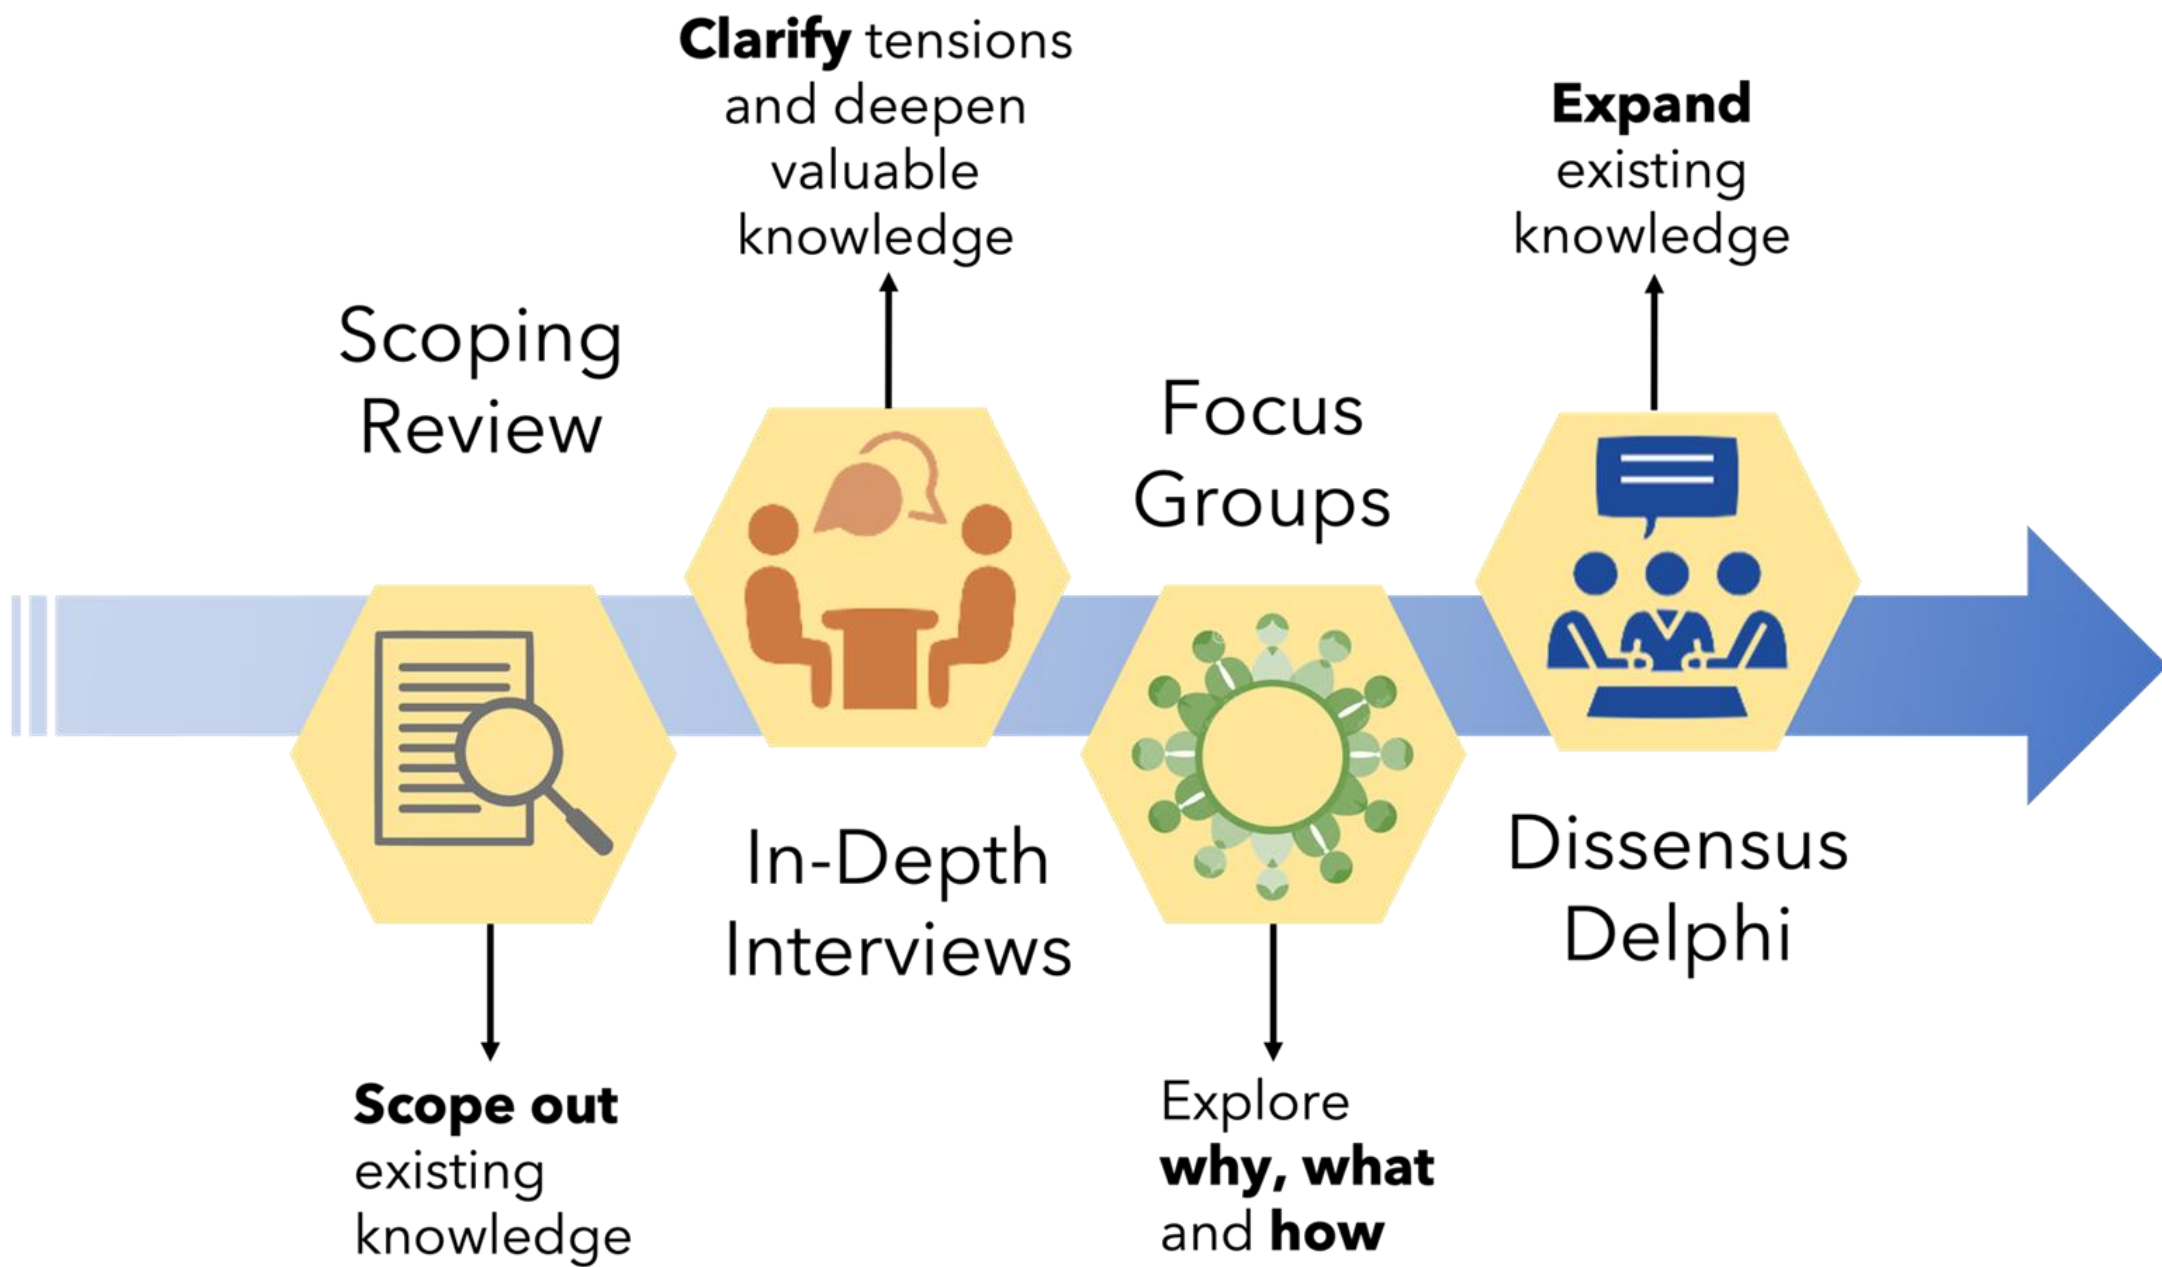 Scoping
Review
Scope out
existing
knowledge
Clarify tensions
and deepen
valuable
knowledge
In-Depth
Interviews
Focus
Groups
Explore
why, what
and how
Expand
existing
knowledge
Dissensus
Delphi